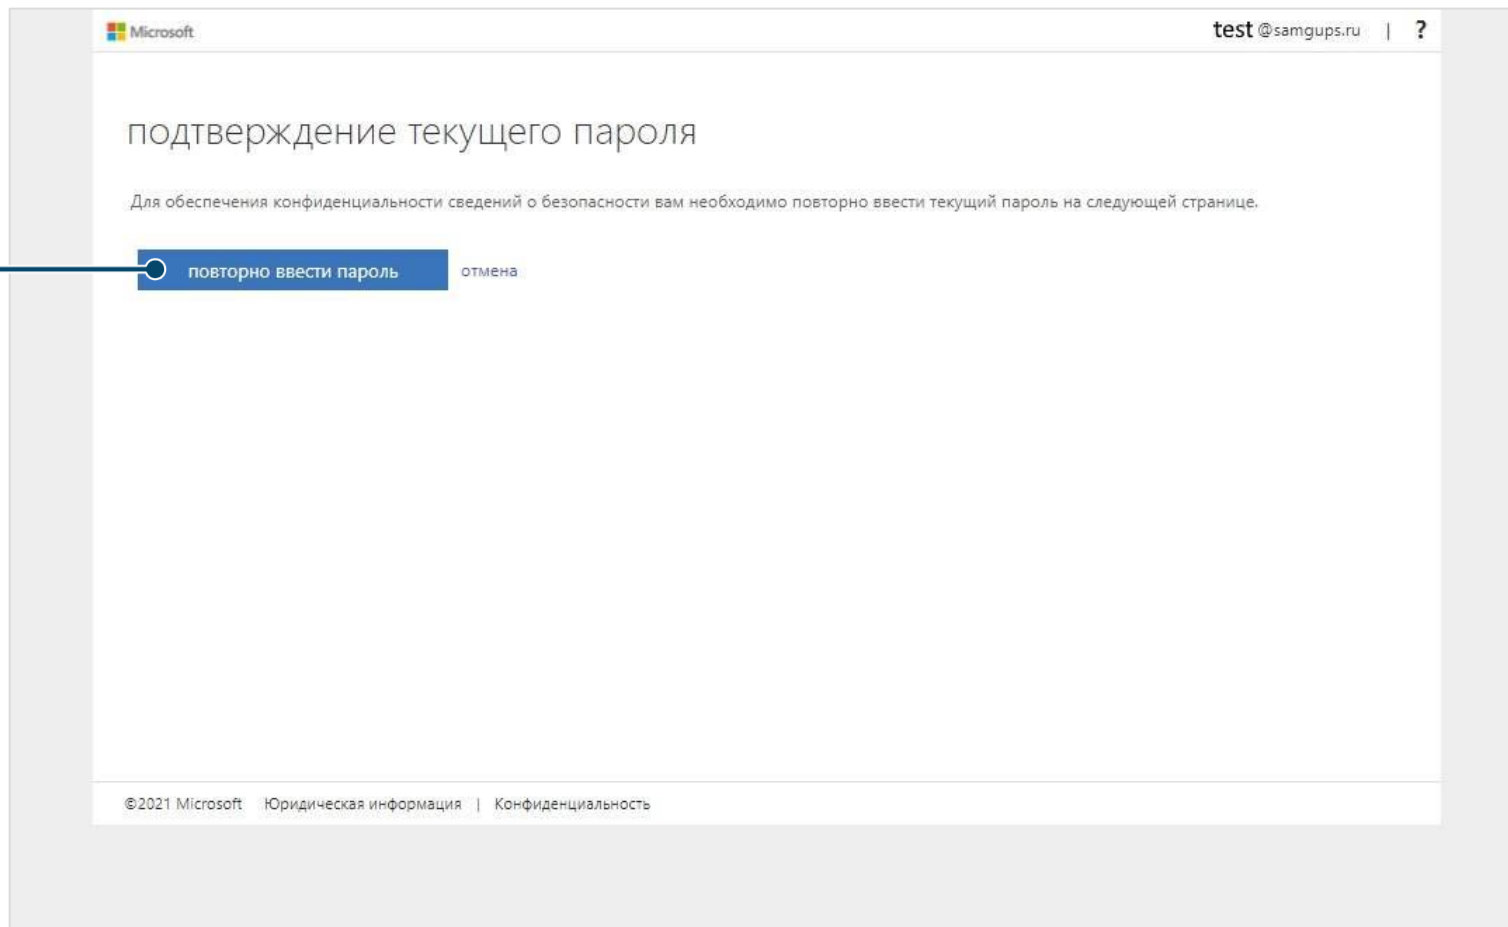 Microsoft test @samgups.ru | ?
подтверждение текущего пароля
Для обеспечения конфиденциальности сведений о безопасности вам необходимо повторно ввести текущий пароль на следующей странице.
повторно ввести пароль отмена
©2021 Microsoft Юридическая информация | Конфиденциальность